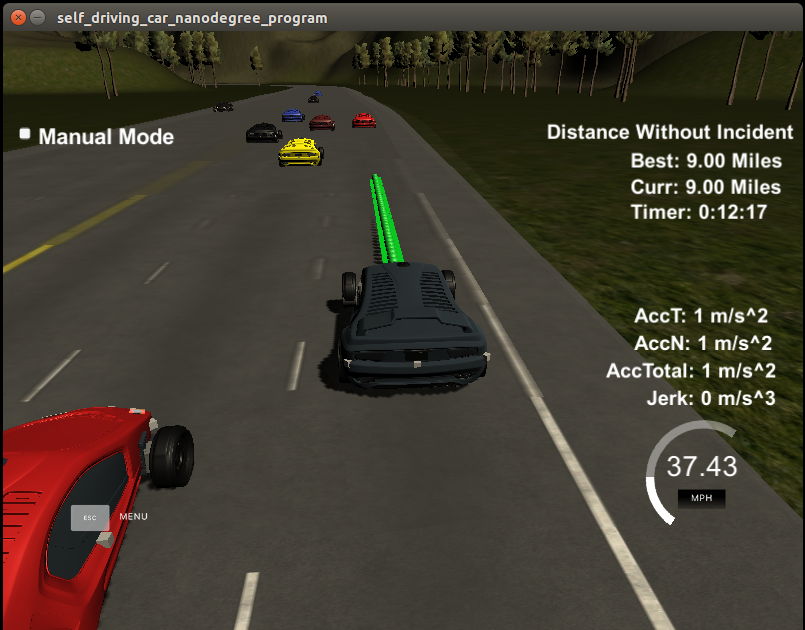 self_driving_car_nanodegree_program
Manual Mode
Distance Without Incident
Best: 9.00 Miles
Curr: 9.00 Miles
Timer: 0:12:17
AccT: 1 m/s^2
AccN: 1 m/s^2
AccTotal: 1 m/s^2
Jerk: 0 m/s^3
37.43
MPH
ESC MENU